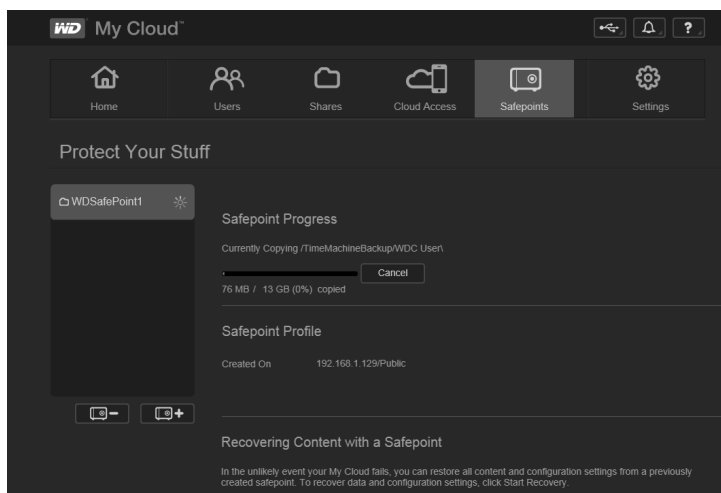 WD My Cloud™
?
Home
Users
Shares
Cloud Access
Safepoints
Settings
Protect Your Stuff
WDSafePoint1
Safepoint Progress
Currently Copying /TimeMachineBackup/WDC User\
Cancel
76 MB / 13 GB (0%) copied
Safepoint Profile
Created On 192.168.1.129/Public
Recovering Content with a Safepoint
In the unlikely event your My Cloud fails, you can restore all content and configuration settings from a previously
created safepoint. To recover data and configuration settings, click Start Recovery.